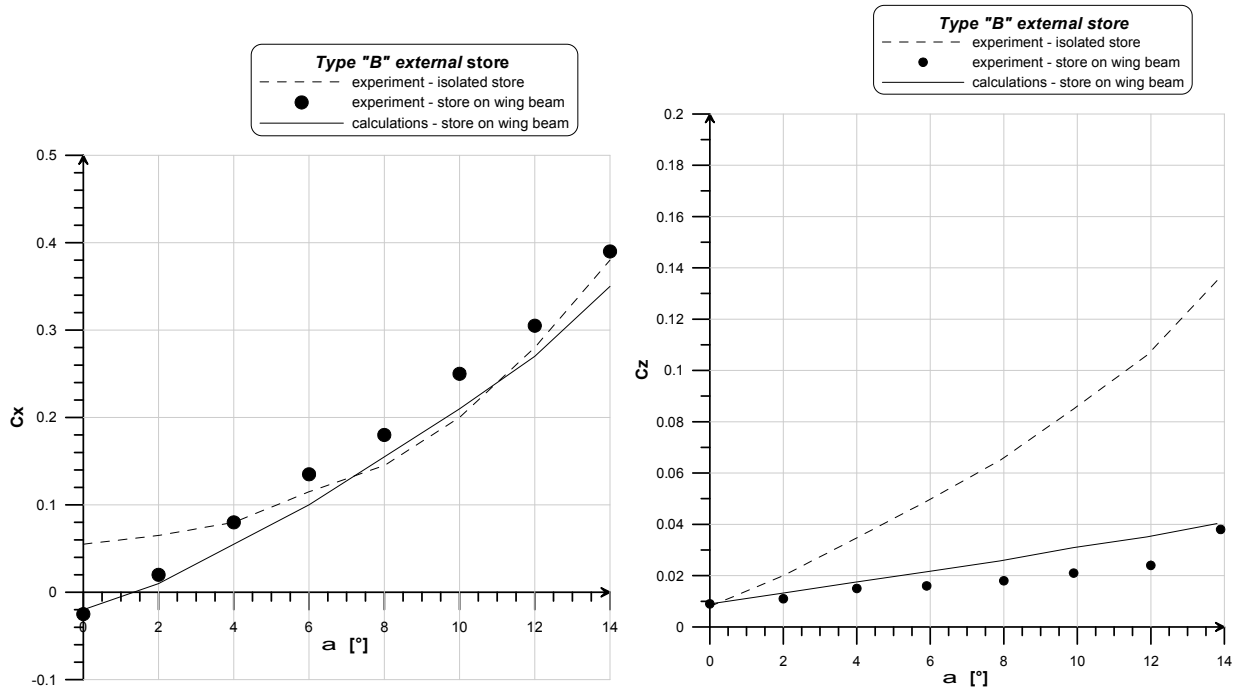 Type "B" external store
experiment - isolated store
experiment - store on wing beam
calculations - store on wing beam
0.5
0.4
0.3
0.2
0.1
0
-0.1
Cx
0 2 4 6 8 10 12 14
a [°]
Type "B" external store
experiment - isolated store
experiment - store on wing beam
calculations - store on wing beam
0.2
0.18
0.16
0.14
0.12
0.1
0.08
0.06
0.04
0.02
0
Cz
0 2 4 6 8 10 12 14
a [°]